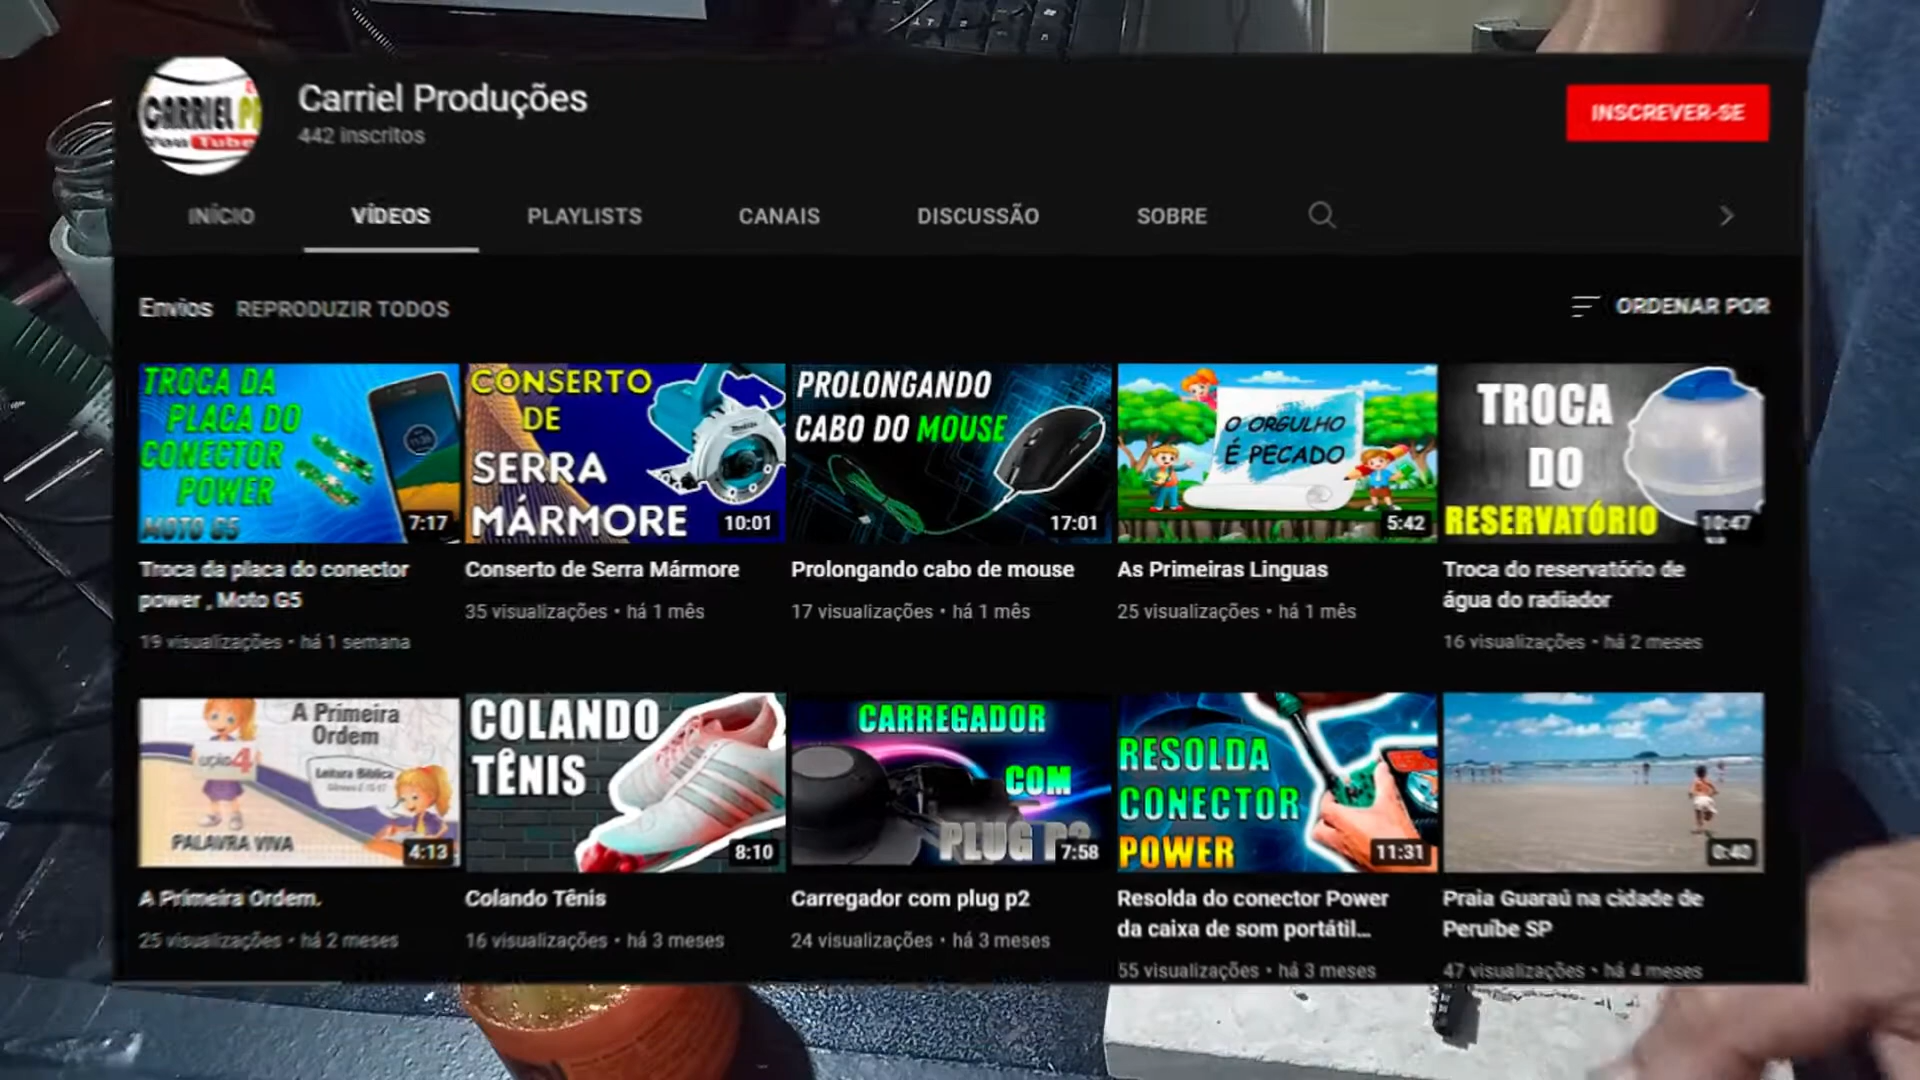 CARRIEL P
You Tube
Carriel Produções
442 inscritos
INSCREVER-SE
INÍCIO
VÍDEOS
PLAYLISTS
CANAIS
DISCUSSÃO
SOBRE
Envios
REPRODUZIR TODOS
ORDENAR POR
TROCA DA
PLACA DO
CONECTOR
POWER
MOTO G5
7:17
CONSERTO
DE
SERRA
MÁRMORE
10:01
PROLONGANDO
CABO DO MOUSE
17:01
O ORGULHO
É PECADO
5:42
TROCA
DO
RESERVATÓRIO
10:47
Troca da placa do conector
power , Moto G5
19 visualizações • há 1 semana
Conserto de Serra Mármore
35 visualizações • há 1 mês
Prolongando cabo de mouse
17 visualizações • há 1 mês
As Primeiras Linguas
25 visualizações • há 1 mês
Troca do reservatório de
água do radiador
16 visualizações • há 2 meses
A Primeira
Ordem
Lição 4
Leitura Bíblica
PALAVRA VIVA
4:13
COLANDO
TÊNIS
8:10
CARREGADOR
COM
PLUG P2
7:58
RESOLDA
CONECTOR
POWER
11:31
0:40
A Primeira Ordem.
25 visualizações • há 2 meses
Colando Tênis
16 visualizações • há 3 meses
Carregador com plug p2
24 visualizações • há 3 meses
Resolda do conector Power
da caixa de som portátil...
55 visualizações • há 3 meses
Praia Guaraú na cidade de
Peruíbe SP
47 visualizações • há 4 meses